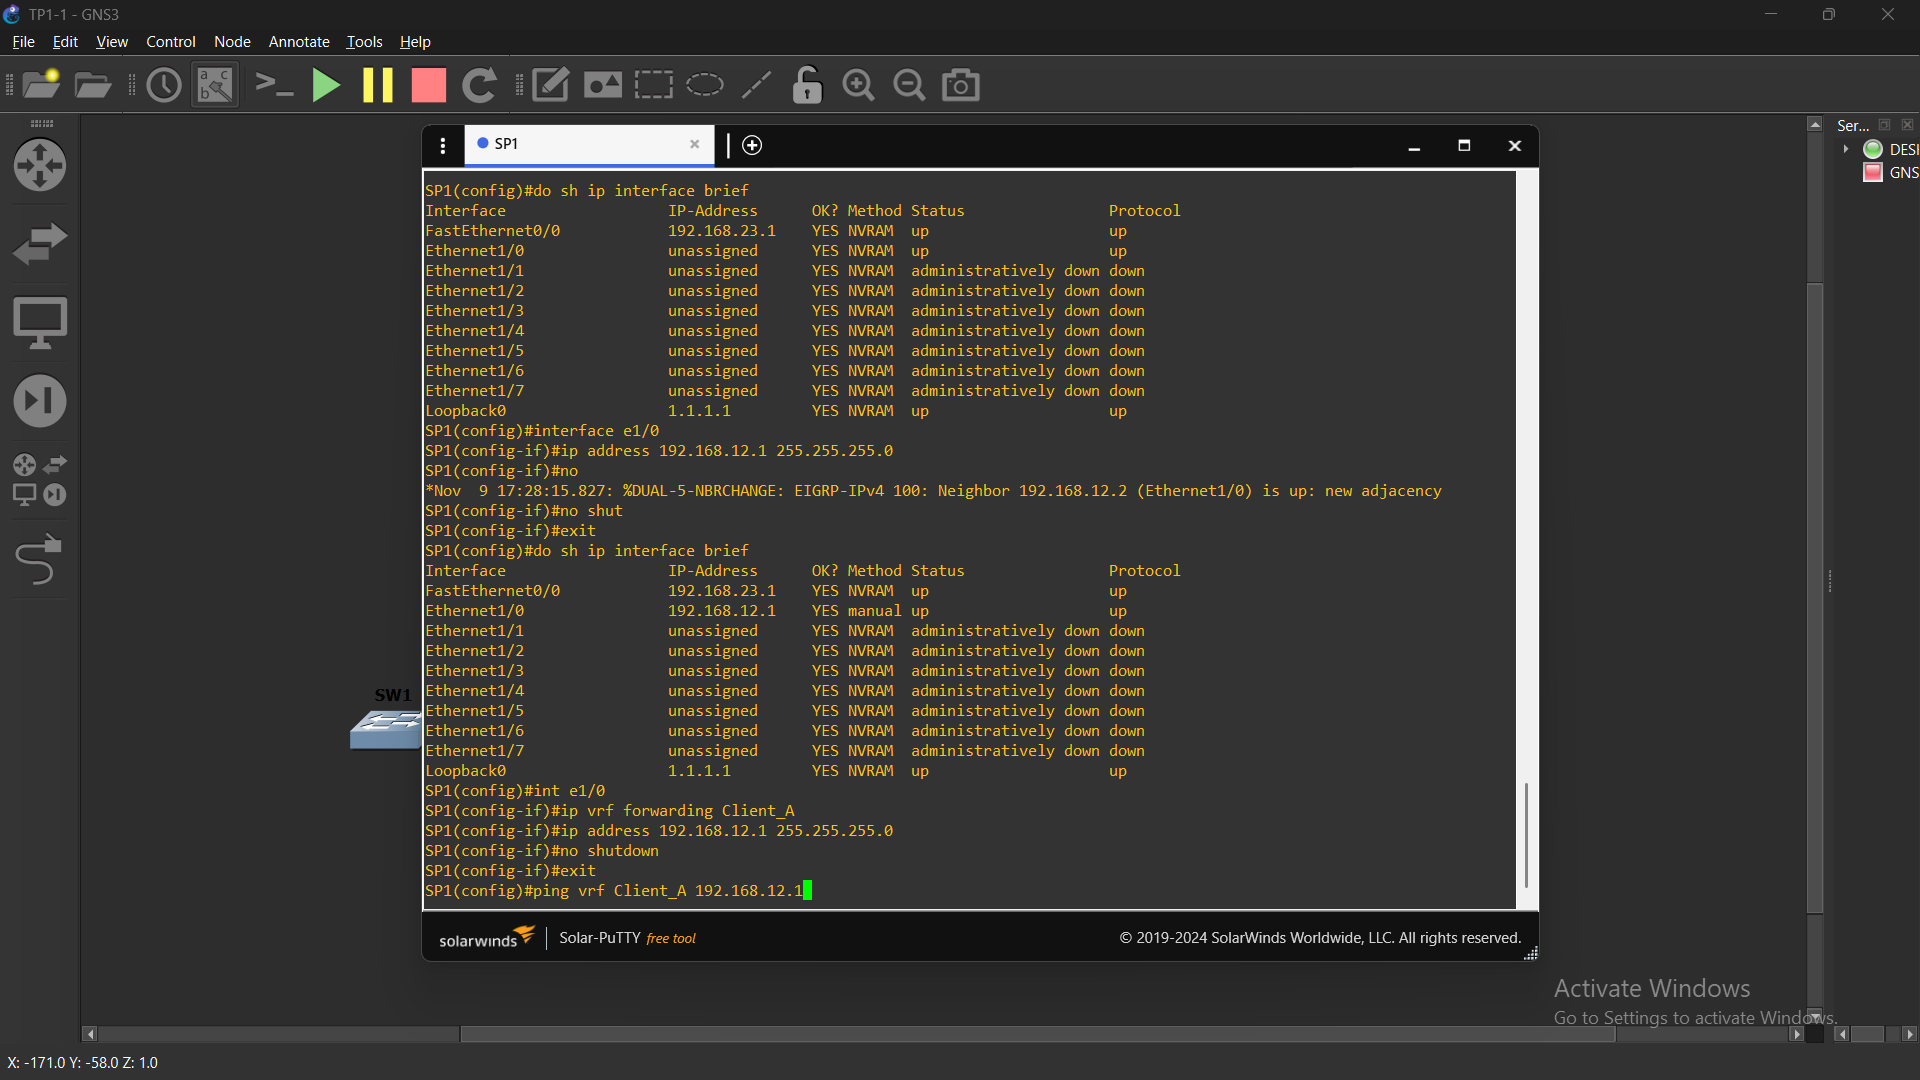 TP1-1 - GNS3
File Edit View Control Node Annotate Tools Help
SP1
Ser...
DESI
GNS
SP1(config)#do sh ip interface brief
Interface IP-Address OK? Method Status Protocol
FastEthernet0/0 192.168.23.1 YES NVRAM up up
Ethernet1/0 unassigned YES NVRAM up up
Ethernet1/1 unassigned YES NVRAM administratively down down
Ethernet1/2 unassigned YES NVRAM administratively down down
Ethernet1/3 unassigned YES NVRAM administratively down down
Ethernet1/4 unassigned YES NVRAM administratively down down
Ethernet1/5 unassigned YES NVRAM administratively down down
Ethernet1/6 unassigned YES NVRAM administratively down down
Ethernet1/7 unassigned YES NVRAM administratively down down
Loopback0 1.1.1.1 YES NVRAM up up
SP1(config)#interface e1/0
SP1(config-if)#ip address 192.168.12.1 255.255.255.0
SP1(config-if)#no
*Nov 9 17:28:15.827: %DUAL-5-NBRCHANGE: EIGRP-IPv4 100: Neighbor 192.168.12.2 (Ethernet1/0) is up: new adjacency
SP1(config-if)#no shut
SP1(config-if)#exit
SP1(config)#do sh ip interface brief
Interface IP-Address OK? Method Status Protocol
FastEthernet0/0 192.168.23.1 YES NVRAM up up
Ethernet1/0 192.168.12.1 YES manual up up
Ethernet1/1 unassigned YES NVRAM administratively down down
Ethernet1/2 unassigned YES NVRAM administratively down down
Ethernet1/3 unassigned YES NVRAM administratively down down
Ethernet1/4 unassigned YES NVRAM administratively down down
Ethernet1/5 unassigned YES NVRAM administratively down down
Ethernet1/6 unassigned YES NVRAM administratively down down
Ethernet1/7 unassigned YES NVRAM administratively down down
Loopback0 1.1.1.1 YES NVRAM up up
SP1(config)#int e1/0
SP1(config-if)#ip vrf forwarding Client_A
SP1(config-if)#ip address 192.168.12.1 255.255.255.0
SP1(config-if)#no shutdown
SP1(config-if)#exit
SP1(config)#ping vrf Client_A 192.168.12.1
SW1
solarwinds Solar-PuTTY free tool © 2019-2024 SolarWinds Worldwide, LLC. All rights reserved.
Activate Windows
Go to Settings to activate Windows.
X: -171.0 Y: -58.0 Z: 1.0